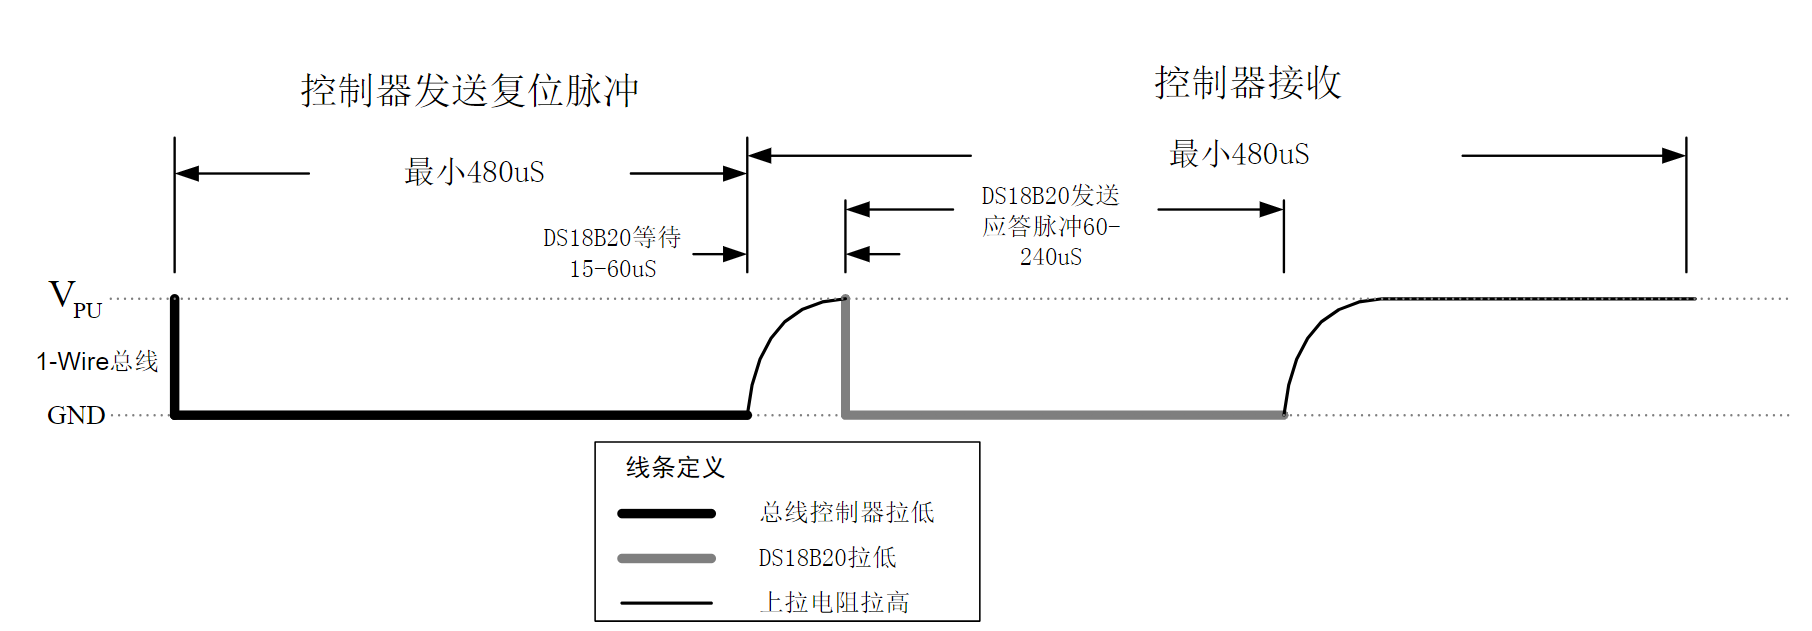 控制器发送复位脉冲
控制器接收
最小480uS
最小480uS
DS18B20发送
应答脉冲60-
240uS
DS18B20等待
15-60uS
VPU
1-Wire总线
GND
线条定义
总线控制器拉低
DS18B20拉低
上拉电阻拉高